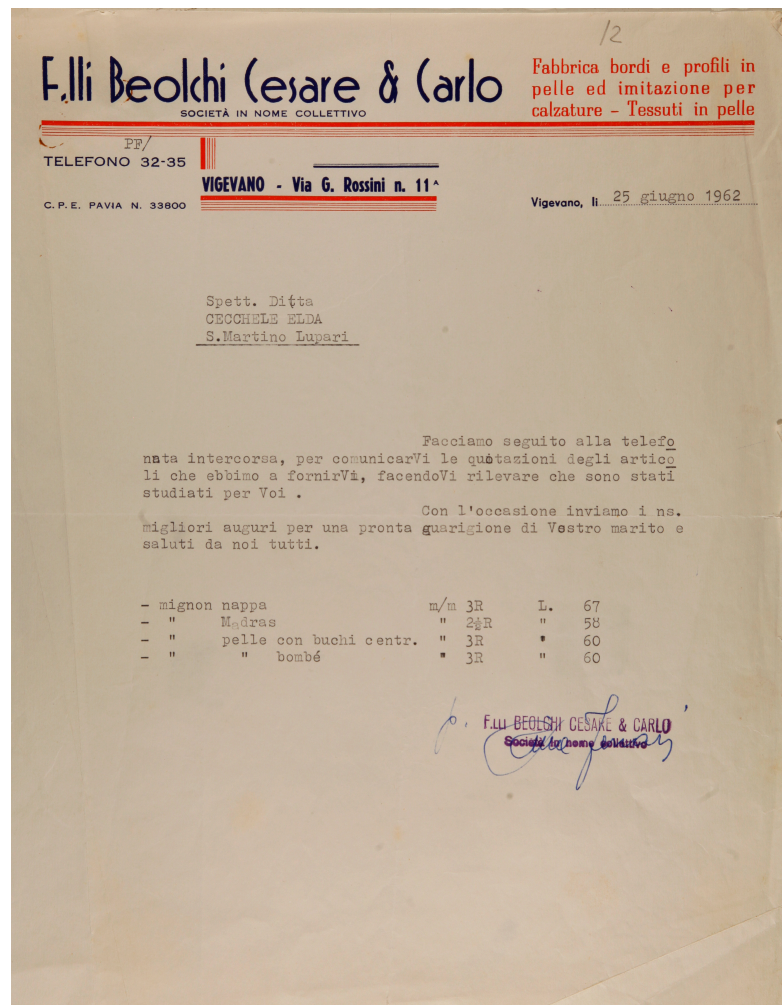 12
F.lli Beolchi Cesare & Carlo
SOCIETÀ IN NOME COLLETTIVO
Fabbrica bordi e profili in
pelle ed imitazione per
calzature – Tessuti in pelle
PF/
TELEFONO 32-35
C.P.E. PAVIA N. 33800
VIGEVANO - Via G. Rossini n. 11 A
Vigevano, li 25 giugno 1962
Spett. Ditta
CECCHELE ELDA
S.Martino Lupari
Facciamo seguito alla telefo
nata intercorsa, per comunicarVi le quotazioni degli artico
li che ebbimo a fornirVi, facendoVi rilevare che sono stati
studiati per Voi .
Con l'occasione inviamo i ns.
migliori auguri per una pronta guarigione di Vostro marito e
saluti da noi tutti.
- mignon nappa m/m 3R L. 67
- " Madras " 2½R " 58
- " pelle con buchi centr. " 3R " 60
- " " bombé " 3R " 60
p. F.LLI BEOLCHI CESARE & CARLO
Società in nome collettivo